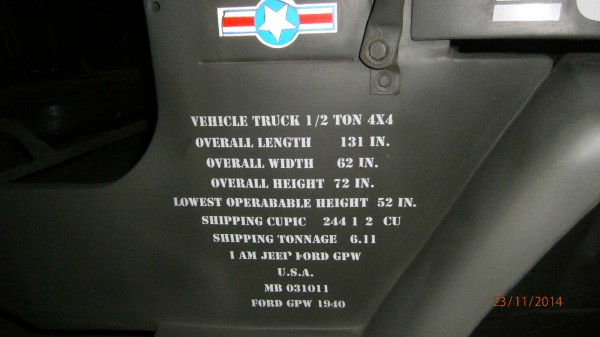 VEHICLE TRUCK 1/2 TON 4X4
OVERALL LENGTH 131 IN.
OVERALL WIDTH 62 IN.
OVERALL HEIGHT 72 IN.
LOWEST OPERABABLE HEIGHT 52 IN.
SHIPPING CUPIC 244 1 2 CU
SHIPPING TONNAGE 6.11
I AM JEEP FORD GPW
U.S.A.
MB 031011
FORD GPW 1940
23/11/2014